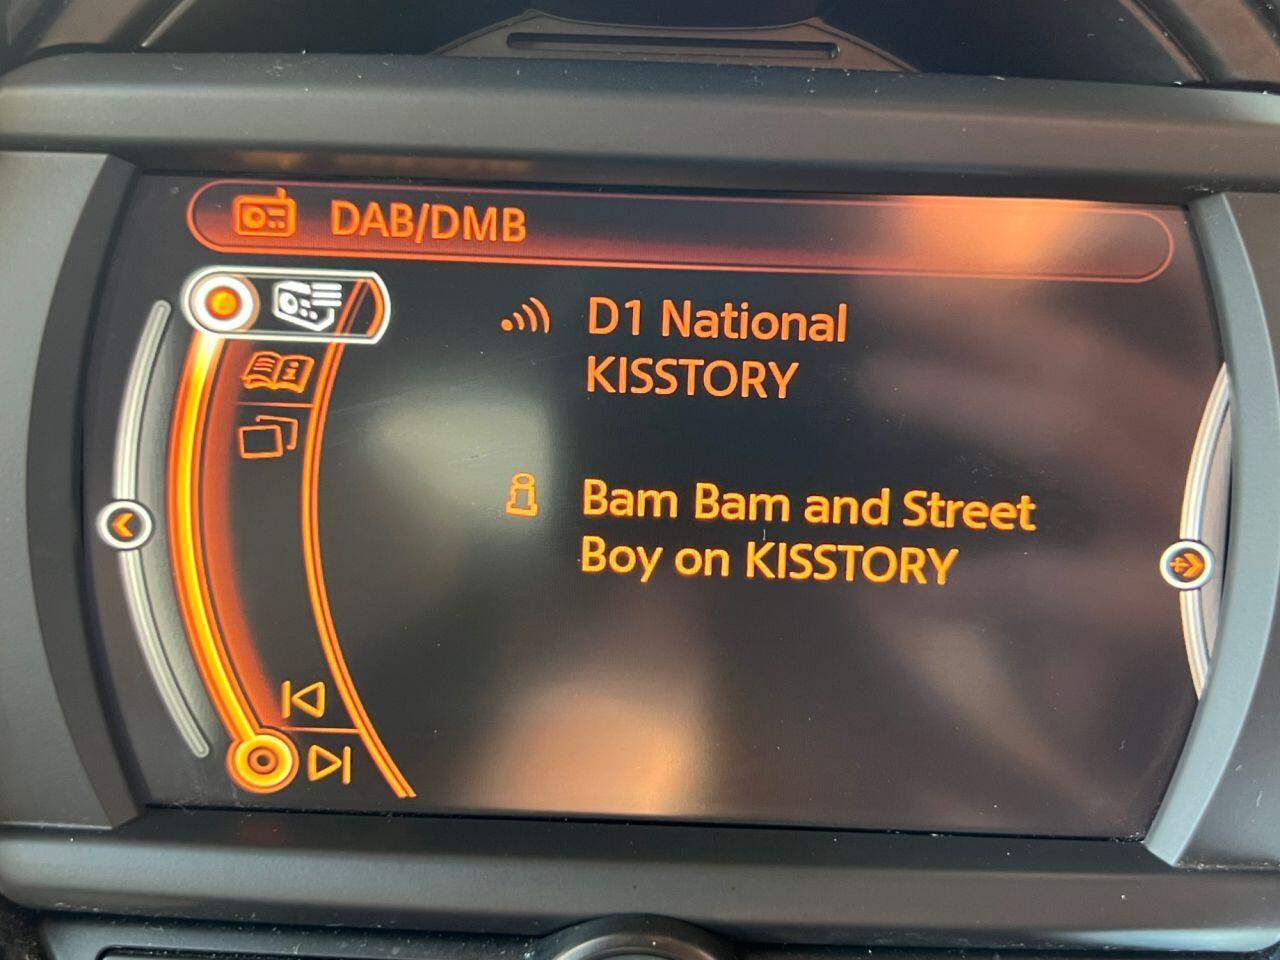 DAB/DMB
D1 National
KISSTORY
Bam Bam and Street
Boy on KISSTORY